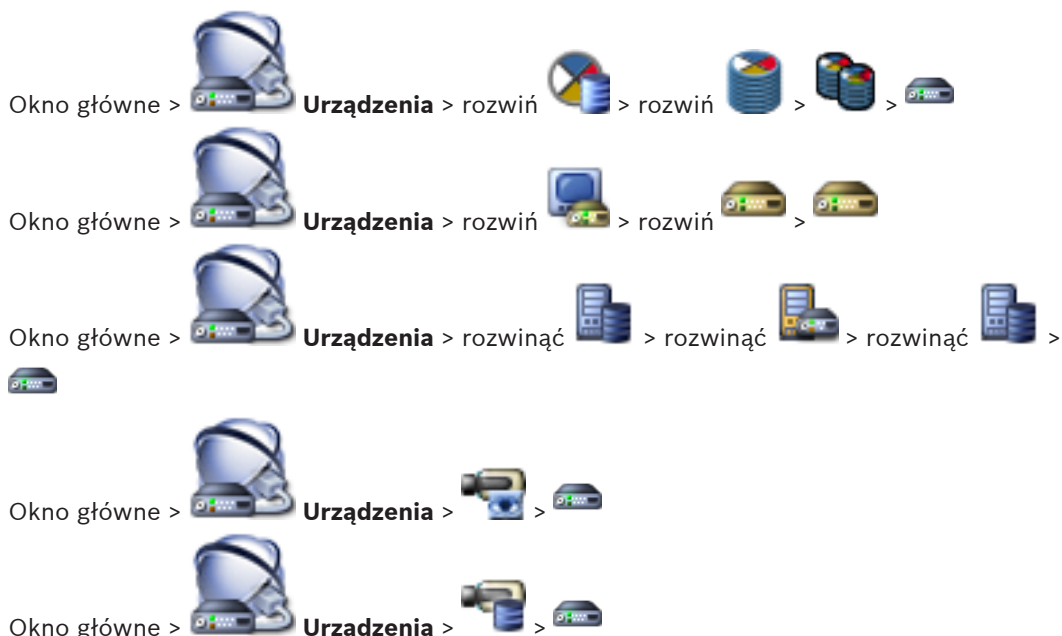 Okno główne > Urządzenia > rozwiń > rozwiń > >
Okno główne > Urządzenia > rozwiń > rozwiń >
Okno główne > Urządzenia > rozwinąć > rozwinąć > rozwinąć >
Okno główne > Urządzenia > >
Okno główne > Urządzenia > >